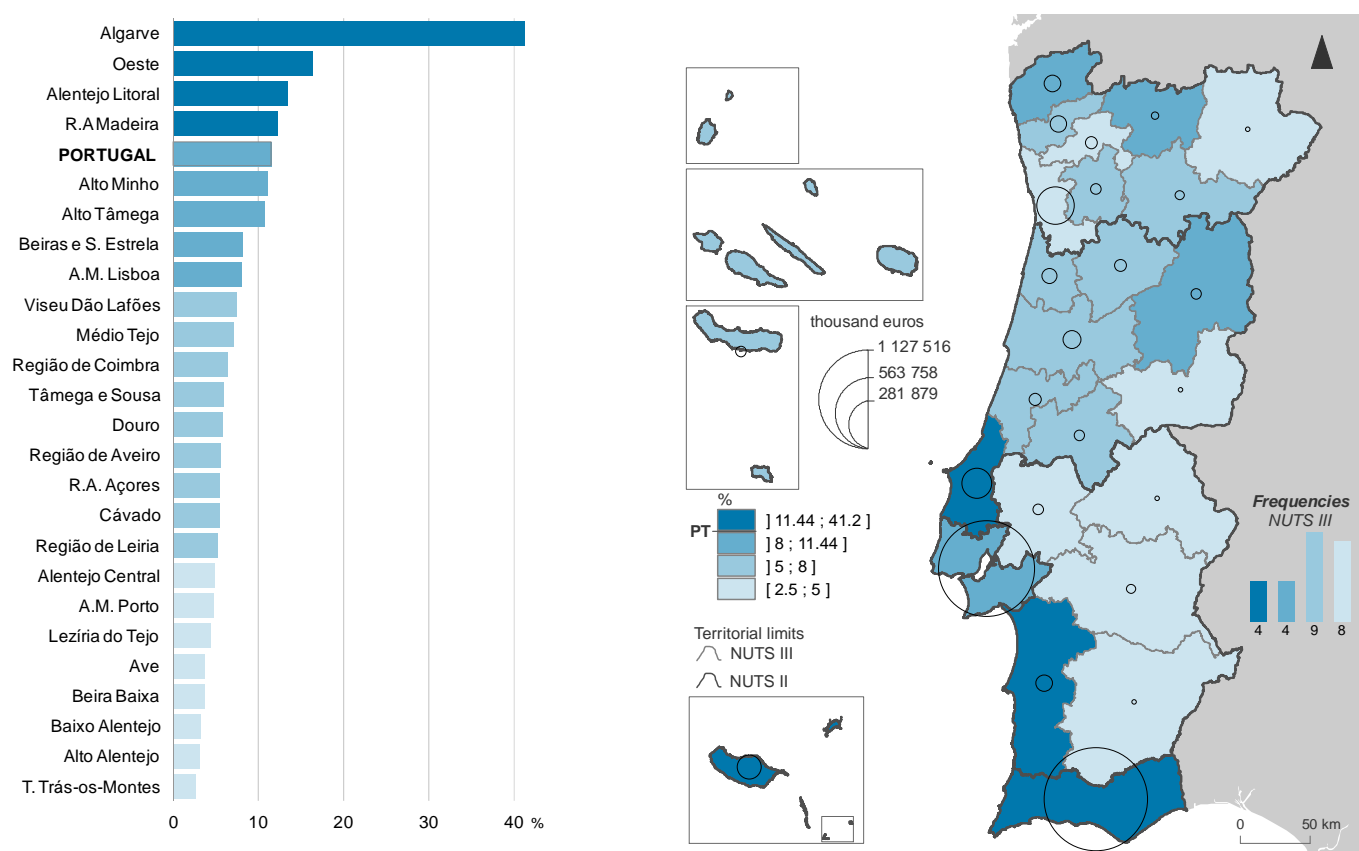 Algarve
Oeste
Alentejo Litoral
R.A Madeira
PORTUGAL
Alto Minho
Alto Tâmega
Beiras e S. Estrela
A.M. Lisboa
Viseu Dão Lafões
Médio Tejo
Região de Coimbra
Tâmega e Sousa
Douro
Região de Aveiro
R.A. Açores
Cávado
Região de Leiria
Alentejo Central
A.M. Porto
Lezíria do Tejo
Ave
Beira Baixa
Baixo Alentejo
Alto Alentejo
T. Trás-os-Montes
0 10 20 30 40 %
thousand euros
1 127 516
563 758
281 879
%
PT
] 11.44 ; 41.2 ]
] 8 ; 11.44 ]
] 5 ; 8 ]
[ 2.5 ; 5 ]
Territorial limits
NUTS III
NUTS II
Frequencies
NUTS III
4 4 9 8
0 50 km